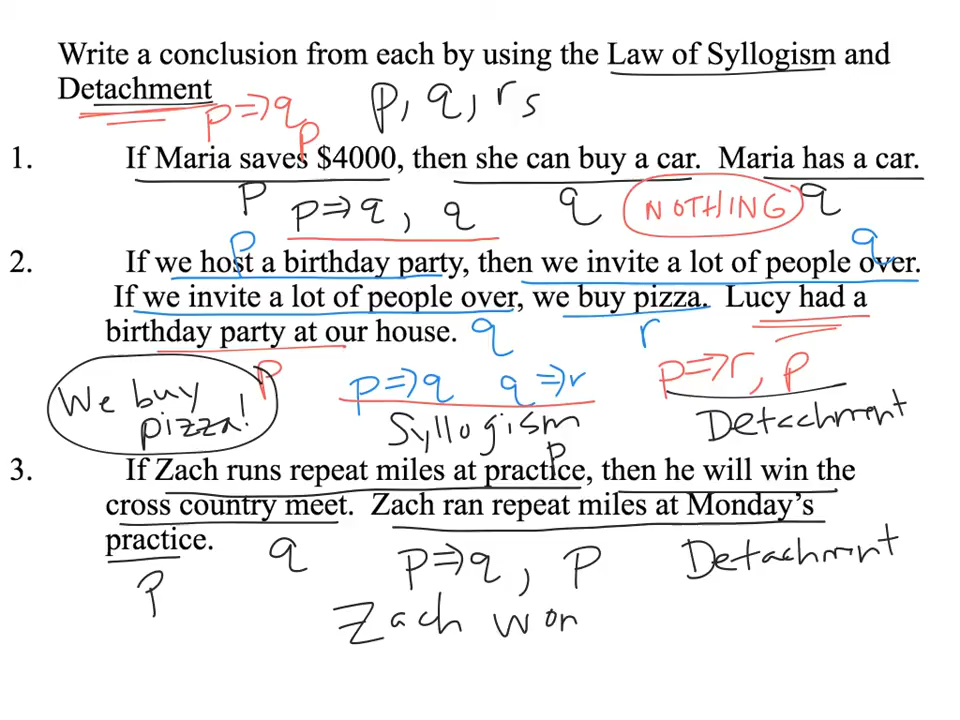 Write a conclusion from each by using the Law of Syllogism and
Detachment
p⇒q, p
p, q, r s
1. If Maria saves $4000, then she can buy a car. Maria has a car.
p p⇒q, q q NOTHING q
p q
2. If we host a birthday party, then we invite a lot of people over.
If we invite a lot of people over, we buy pizza. Lucy had a
birthday party at our house. q r
p p⇒q q⇒r p⇒r, p
We buy
pizza!
Syllogism Detachment
p
3. If Zach runs repeat miles at practice, then he will win the
cross country meet. Zach ran repeat miles at Monday’s
practice. q p⇒q, p Detachment
p
Zach won